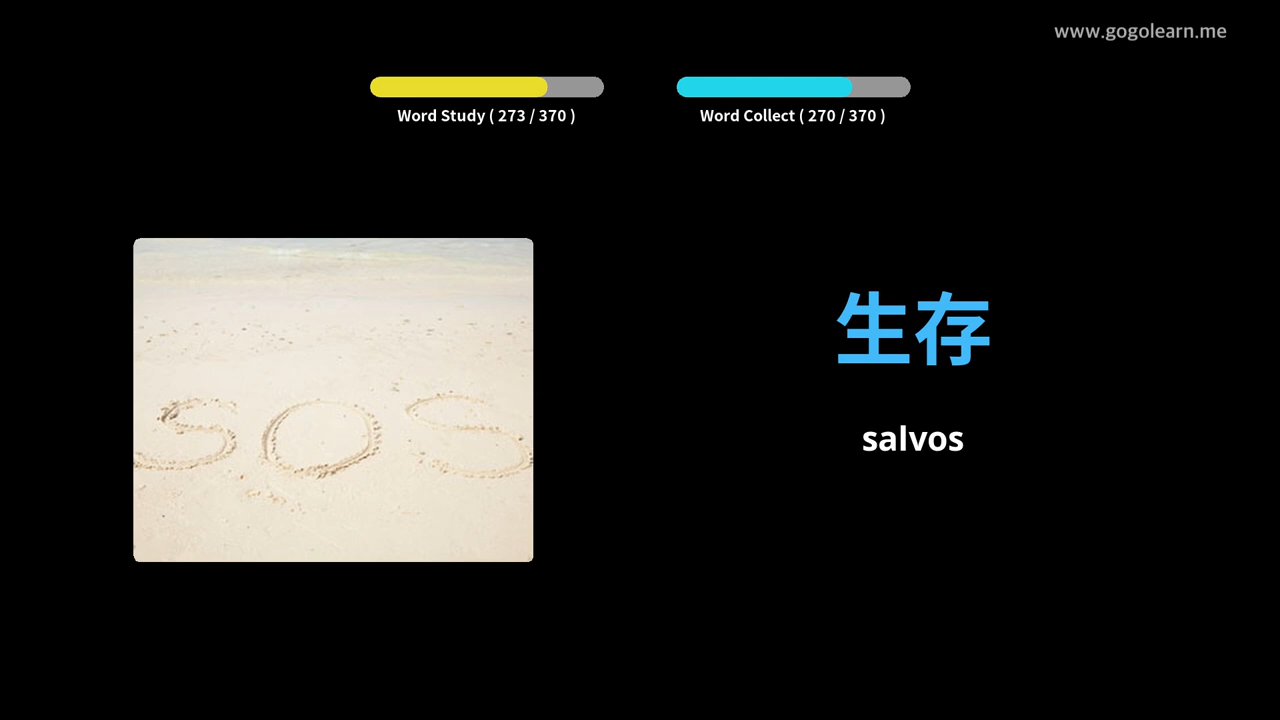 www.gogolearn.me
Word Study ( 273 / 370 )
Word Collect ( 270 / 370 )
SOS
生存
salvos